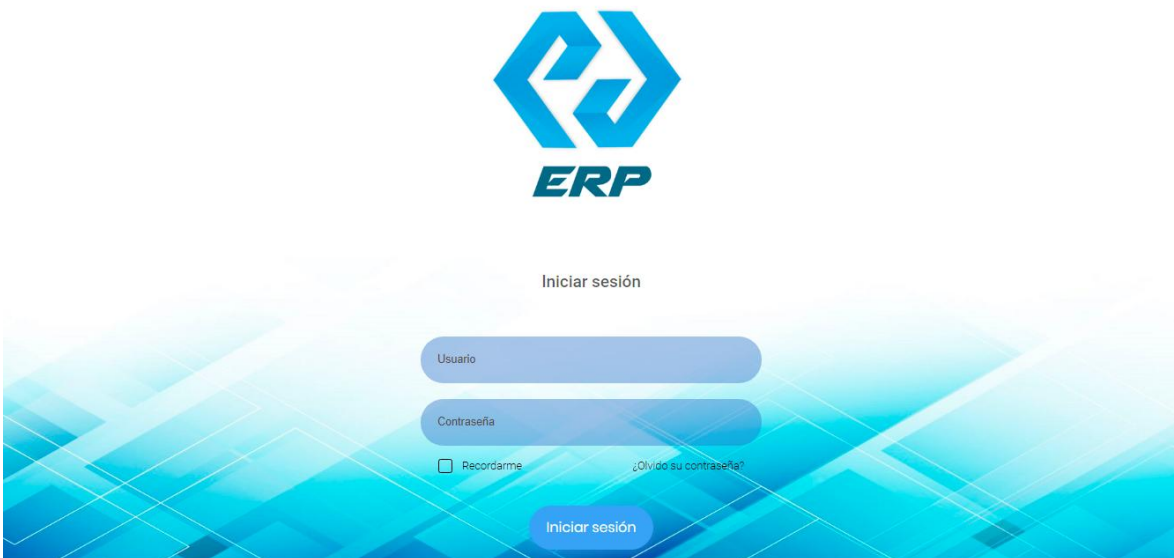 ERP
Iniciar sesión
Usuario
Contraseña
Recordarme ¿Olvido su contraseña?
Iniciar sesión